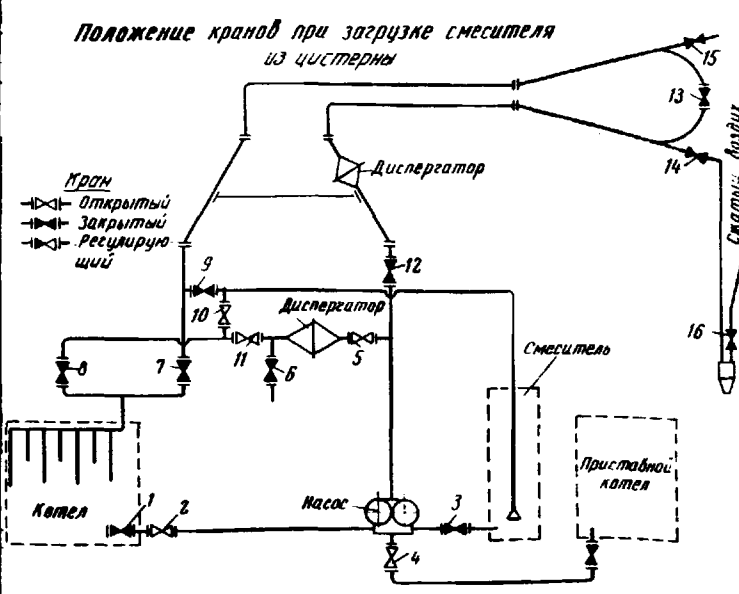 Положение кранов при загрузке смесителя
из цистерны
15
13
14
Сжатый воздух
Диспергатор
Кран
Открытый
Закрытый
Регулирую
щий
9
12
10
Диспергатор
11
5
6
8
7
16
Смеситель
Приставной
котел
Котел
1
2
Насос
3
4